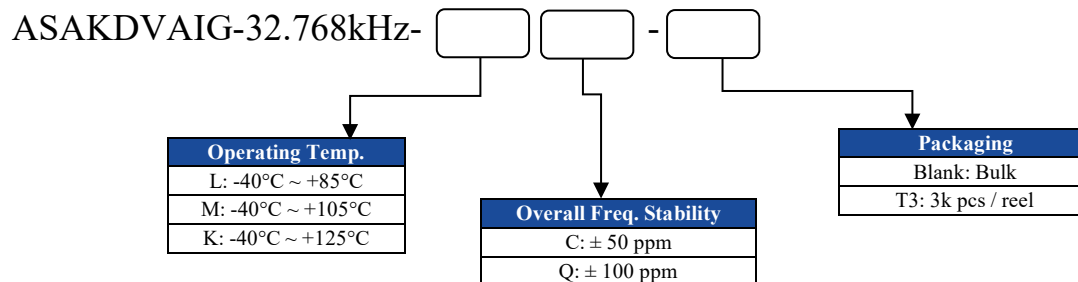 ASAKDVAIG-32.768kHz- -
Operating Temp.
L: -40°C ~ +85°C
M: -40°C ~ +105°C
K: -40°C ~ +125°C
Overall Freq. Stability
C: ± 50 ppm
Q: ± 100 ppm
Packaging
Blank: Bulk
T3: 3k pcs / reel